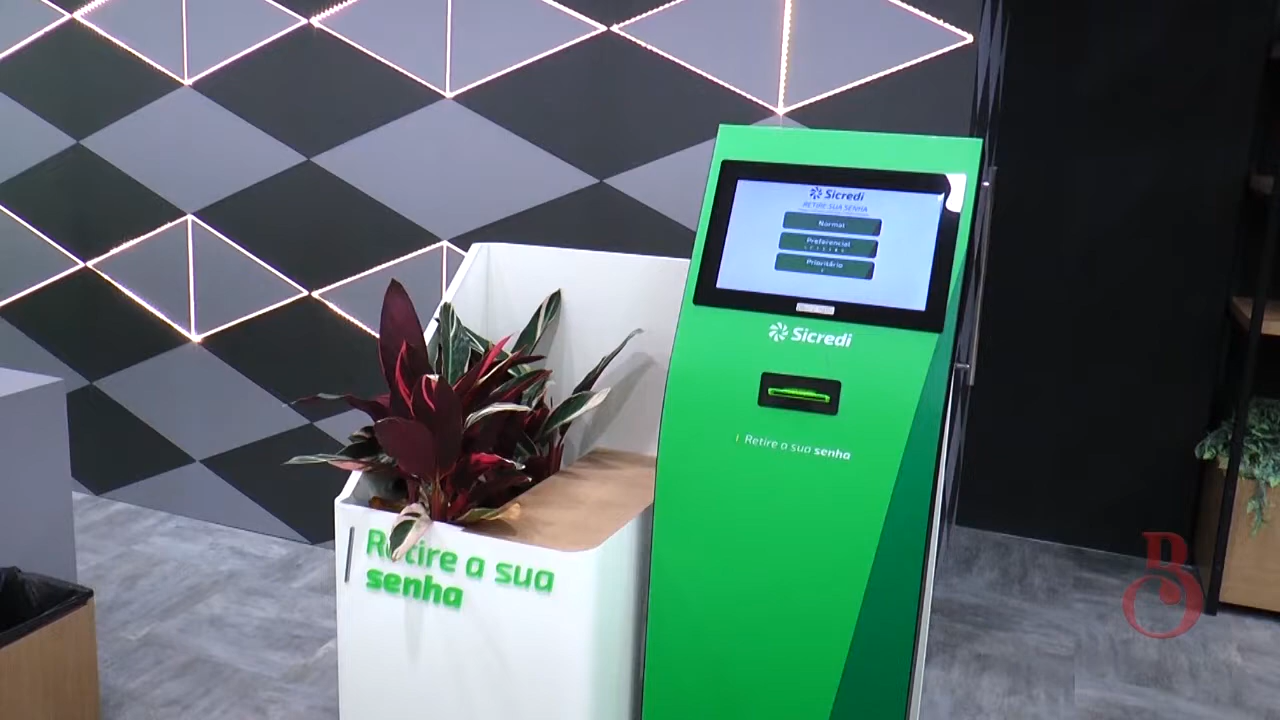 Sicredi
RETIRE SUA SENHA
Normal
Preferencial
Prioritário
Sicredi
Retire a sua senha
Retire a sua
senha